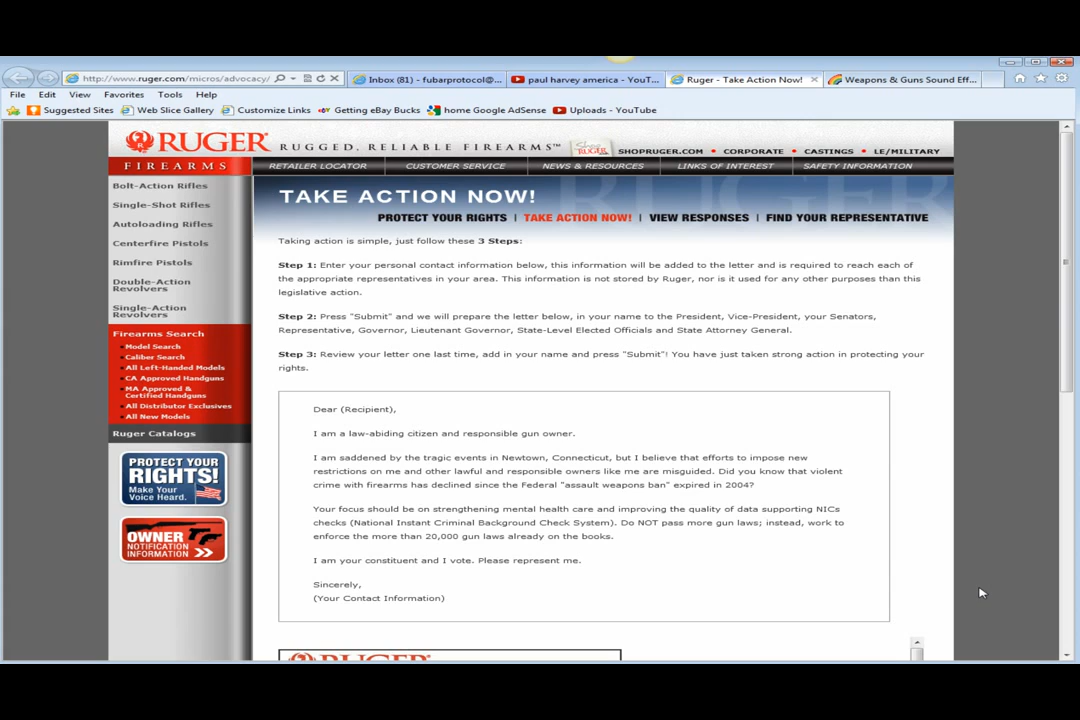 http://www.ruger.com/micros/advocacy/
Inbox (81) - fubarprotocol@...
paul harvey america - YouT...
Ruger - Take Action Now!
Weapons & Guns Sound Eff...
File Edit View Favorites Tools Help
Suggested Sites Web Slice Gallery Customize Links Getting eBay Bucks home Google AdSense Uploads - YouTube
RUGER RUGGED, RELIABLE FIREARMS™ Shop RUGER SHOPRUGER.COM • CORPORATE • CASTINGS • LE/MILITARY
FIREARMS RETAILER LOCATOR CUSTOMER SERVICE NEWS & RESOURCES LINKS OF INTEREST SAFETY INFORMATION
Bolt-Action Rifles
Single-Shot Rifles
Autoloading Rifles
Centerfire Pistols
Rimfire Pistols
Double-Action
Revolvers
Single-Action
Revolvers
Firearms Search
Model Search
Caliber Search
All Left-Handed Models
CA Approved Handguns
MA Approved &
Certified Handguns
All Distributor Exclusives
All New Models
Ruger Catalogs
PROTECT YOUR
RIGHTS!
Make Your
Voice Heard.
OWNER
NOTIFICATION
INFORMATION >>
RUGER
TAKE ACTION NOW!
PROTECT YOUR RIGHTS | TAKE ACTION NOW! | VIEW RESPONSES | FIND YOUR REPRESENTATIVE
Taking action is simple, just follow these 3 Steps:
Step 1: Enter your personal contact information below, this information will be added to the letter and is required to reach each of
the appropriate representatives in your area. This information is not stored by Ruger, nor is it used for any other purposes than this
legislative action.
Step 2: Press "Submit" and we will prepare the letter below, in your name to the President, Vice-President, your Senators,
Representative, Governor, Lieutenant Governor, State-Level Elected Officials and State Attorney General.
Step 3: Review your letter one last time, add in your name and press "Submit"! You have just taken strong action in protecting your
rights.
Dear (Recipient),
I am a law-abiding citizen and responsible gun owner.
I am saddened by the tragic events in Newtown, Connecticut, but I believe that efforts to impose new
restrictions on me and other lawful and responsible owners like me are misguided. Did you know that violent
crime with firearms has declined since the Federal "assault weapons ban" expired in 2004?
Your focus should be on strengthening mental health care and improving the quality of data supporting NICs
checks (National Instant Criminal Background Check System). Do NOT pass more gun laws; instead, work to
enforce the more than 20,000 gun laws already on the books.
I am your constituent and I vote. Please represent me.
Sincerely,
(Your Contact Information)
RUGER